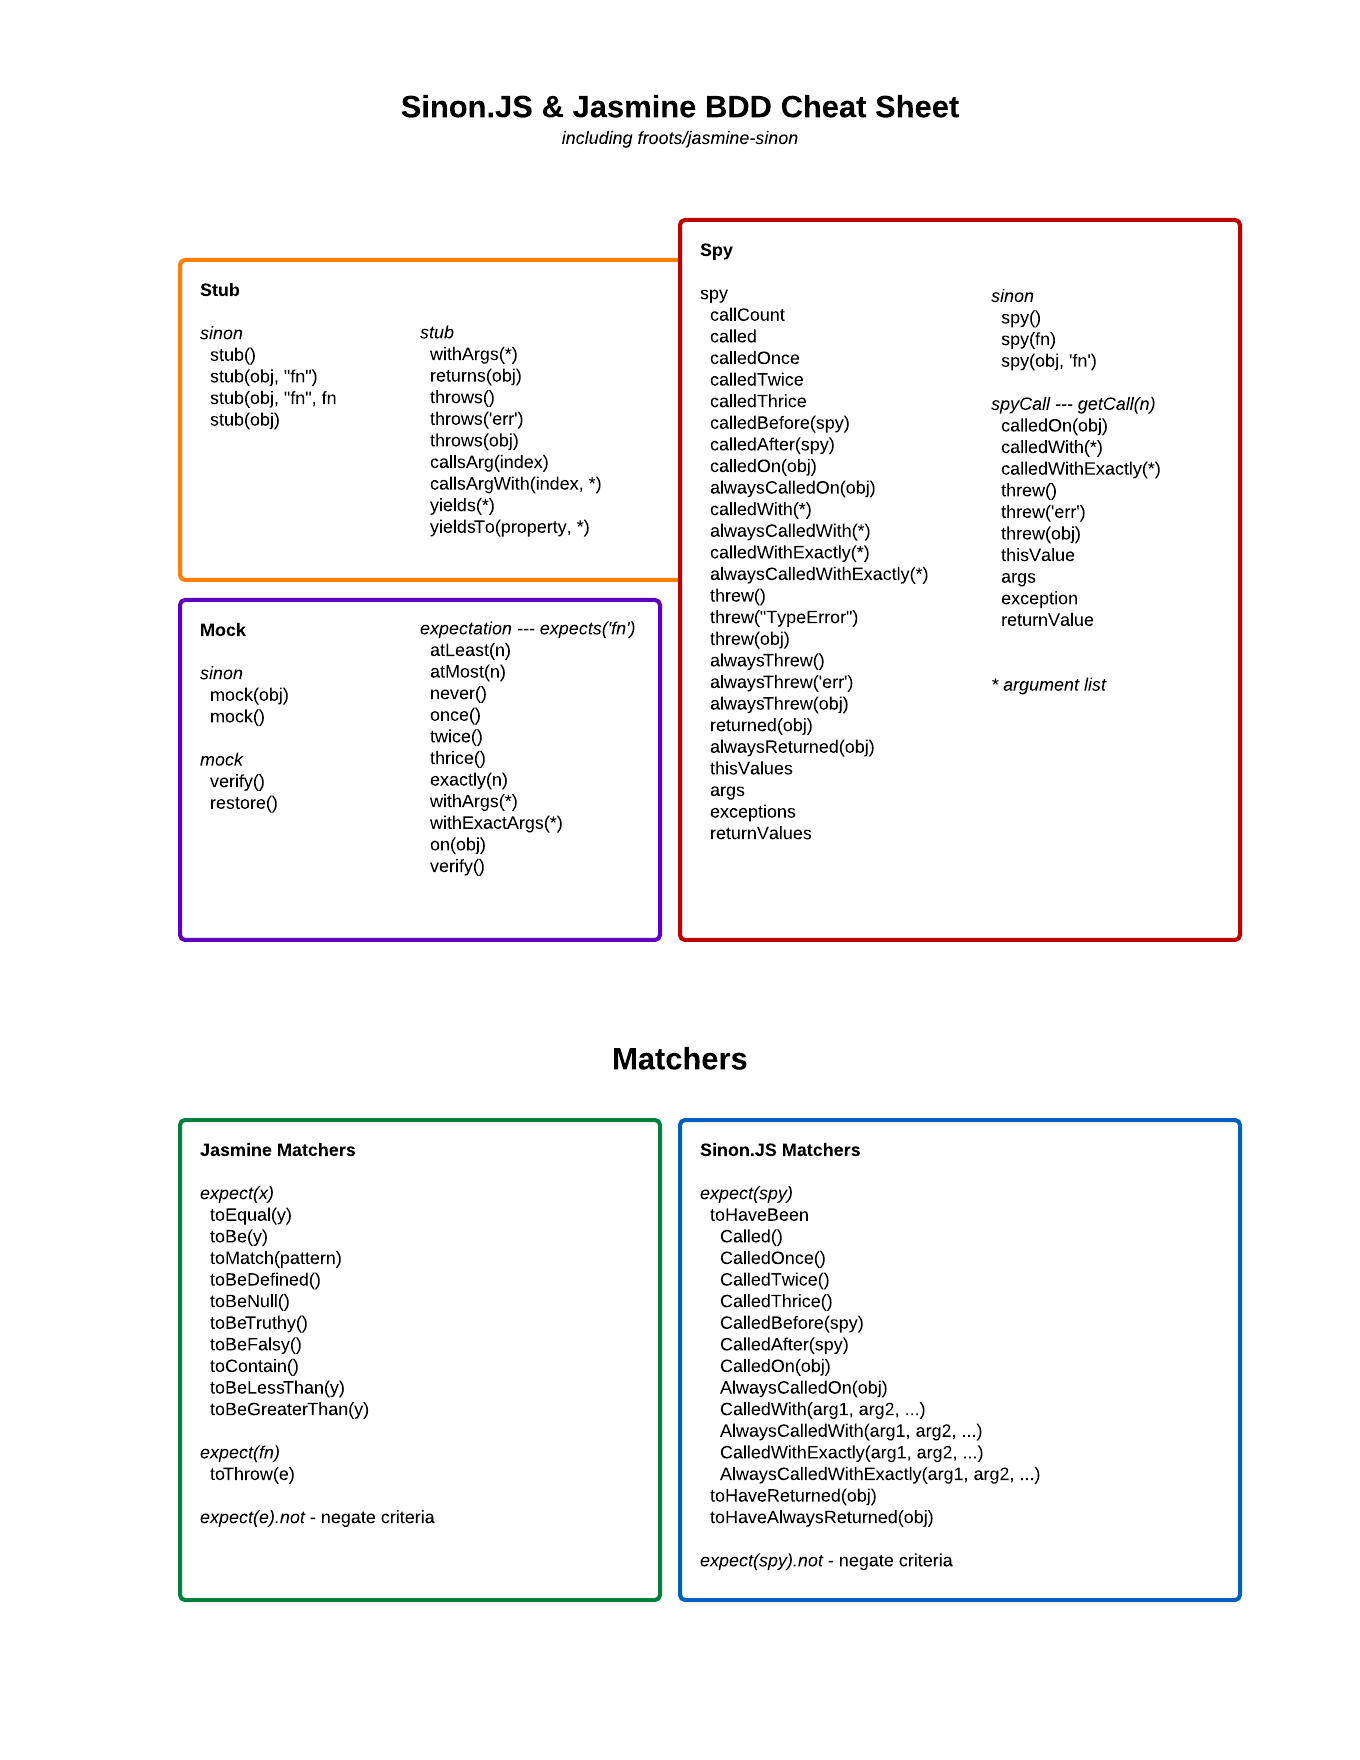 Sinon.JS & Jasmine BDD Cheat Sheet
including froots/jasmine-sinon
Stub
sinon
stub()
stub(obj, "fn")
stub(obj, "fn", fn
stub(obj)
stub
withArgs(*)
returns(obj)
throws()
throws('err')
throws(obj)
callsArg(index)
callsArgWith(index, *)
yields(*)
yieldsTo(property, *)
Spy
spy
callCount
called
calledOnce
calledTwice
calledThrice
calledBefore(spy)
calledAfter(spy)
calledOn(obj)
alwaysCalledOn(obj)
calledWith(*)
alwaysCalledWith(*)
calledWithExactly(*)
alwaysCalledWithExactly(*)
threw()
threw("TypeError")
threw(obj)
alwaysThrew()
alwaysThrew('err')
alwaysThrew(obj)
returned(obj)
alwaysReturned(obj)
thisValues
args
exceptions
returnValues
sinon
spy()
spy(fn)
spy(obj, 'fn')
spyCall --- getCall(n)
calledOn(obj)
calledWith(*)
calledWithExactly(*)
threw()
threw('err')
threw(obj)
thisValue
args
exception
returnValue
* argument list
Mock
sinon
mock(obj)
mock()
mock
verify()
restore()
expectation --- expects('fn')
atLeast(n)
atMost(n)
never()
once()
twice()
thrice()
exactly(n)
withArgs(*)
withExactArgs(*)
on(obj)
verify()
Matchers
Jasmine Matchers
expect(x)
toEqual(y)
toBe(y)
toMatch(pattern)
toBeDefined()
toBeNull()
toBeTruthy()
toBeFalsy()
toContain()
toBeLessThan(y)
toBeGreaterThan(y)
expect(fn)
toThrow(e)
expect(e).not - negate criteria
Sinon.JS Matchers
expect(spy)
toHaveBeen
Called()
CalledOnce()
CalledTwice()
CalledThrice()
CalledBefore(spy)
CalledAfter(spy)
CalledOn(obj)
AlwaysCalledOn(obj)
CalledWith(arg1, arg2, ...)
AlwaysCalledWith(arg1, arg2, ...)
CalledWithExactly(arg1, arg2, ...)
AlwaysCalledWithExactly(arg1, arg2, ...)
toHaveReturned(obj)
toHaveAlwaysReturned(obj)
expect(spy).not - negate criteria